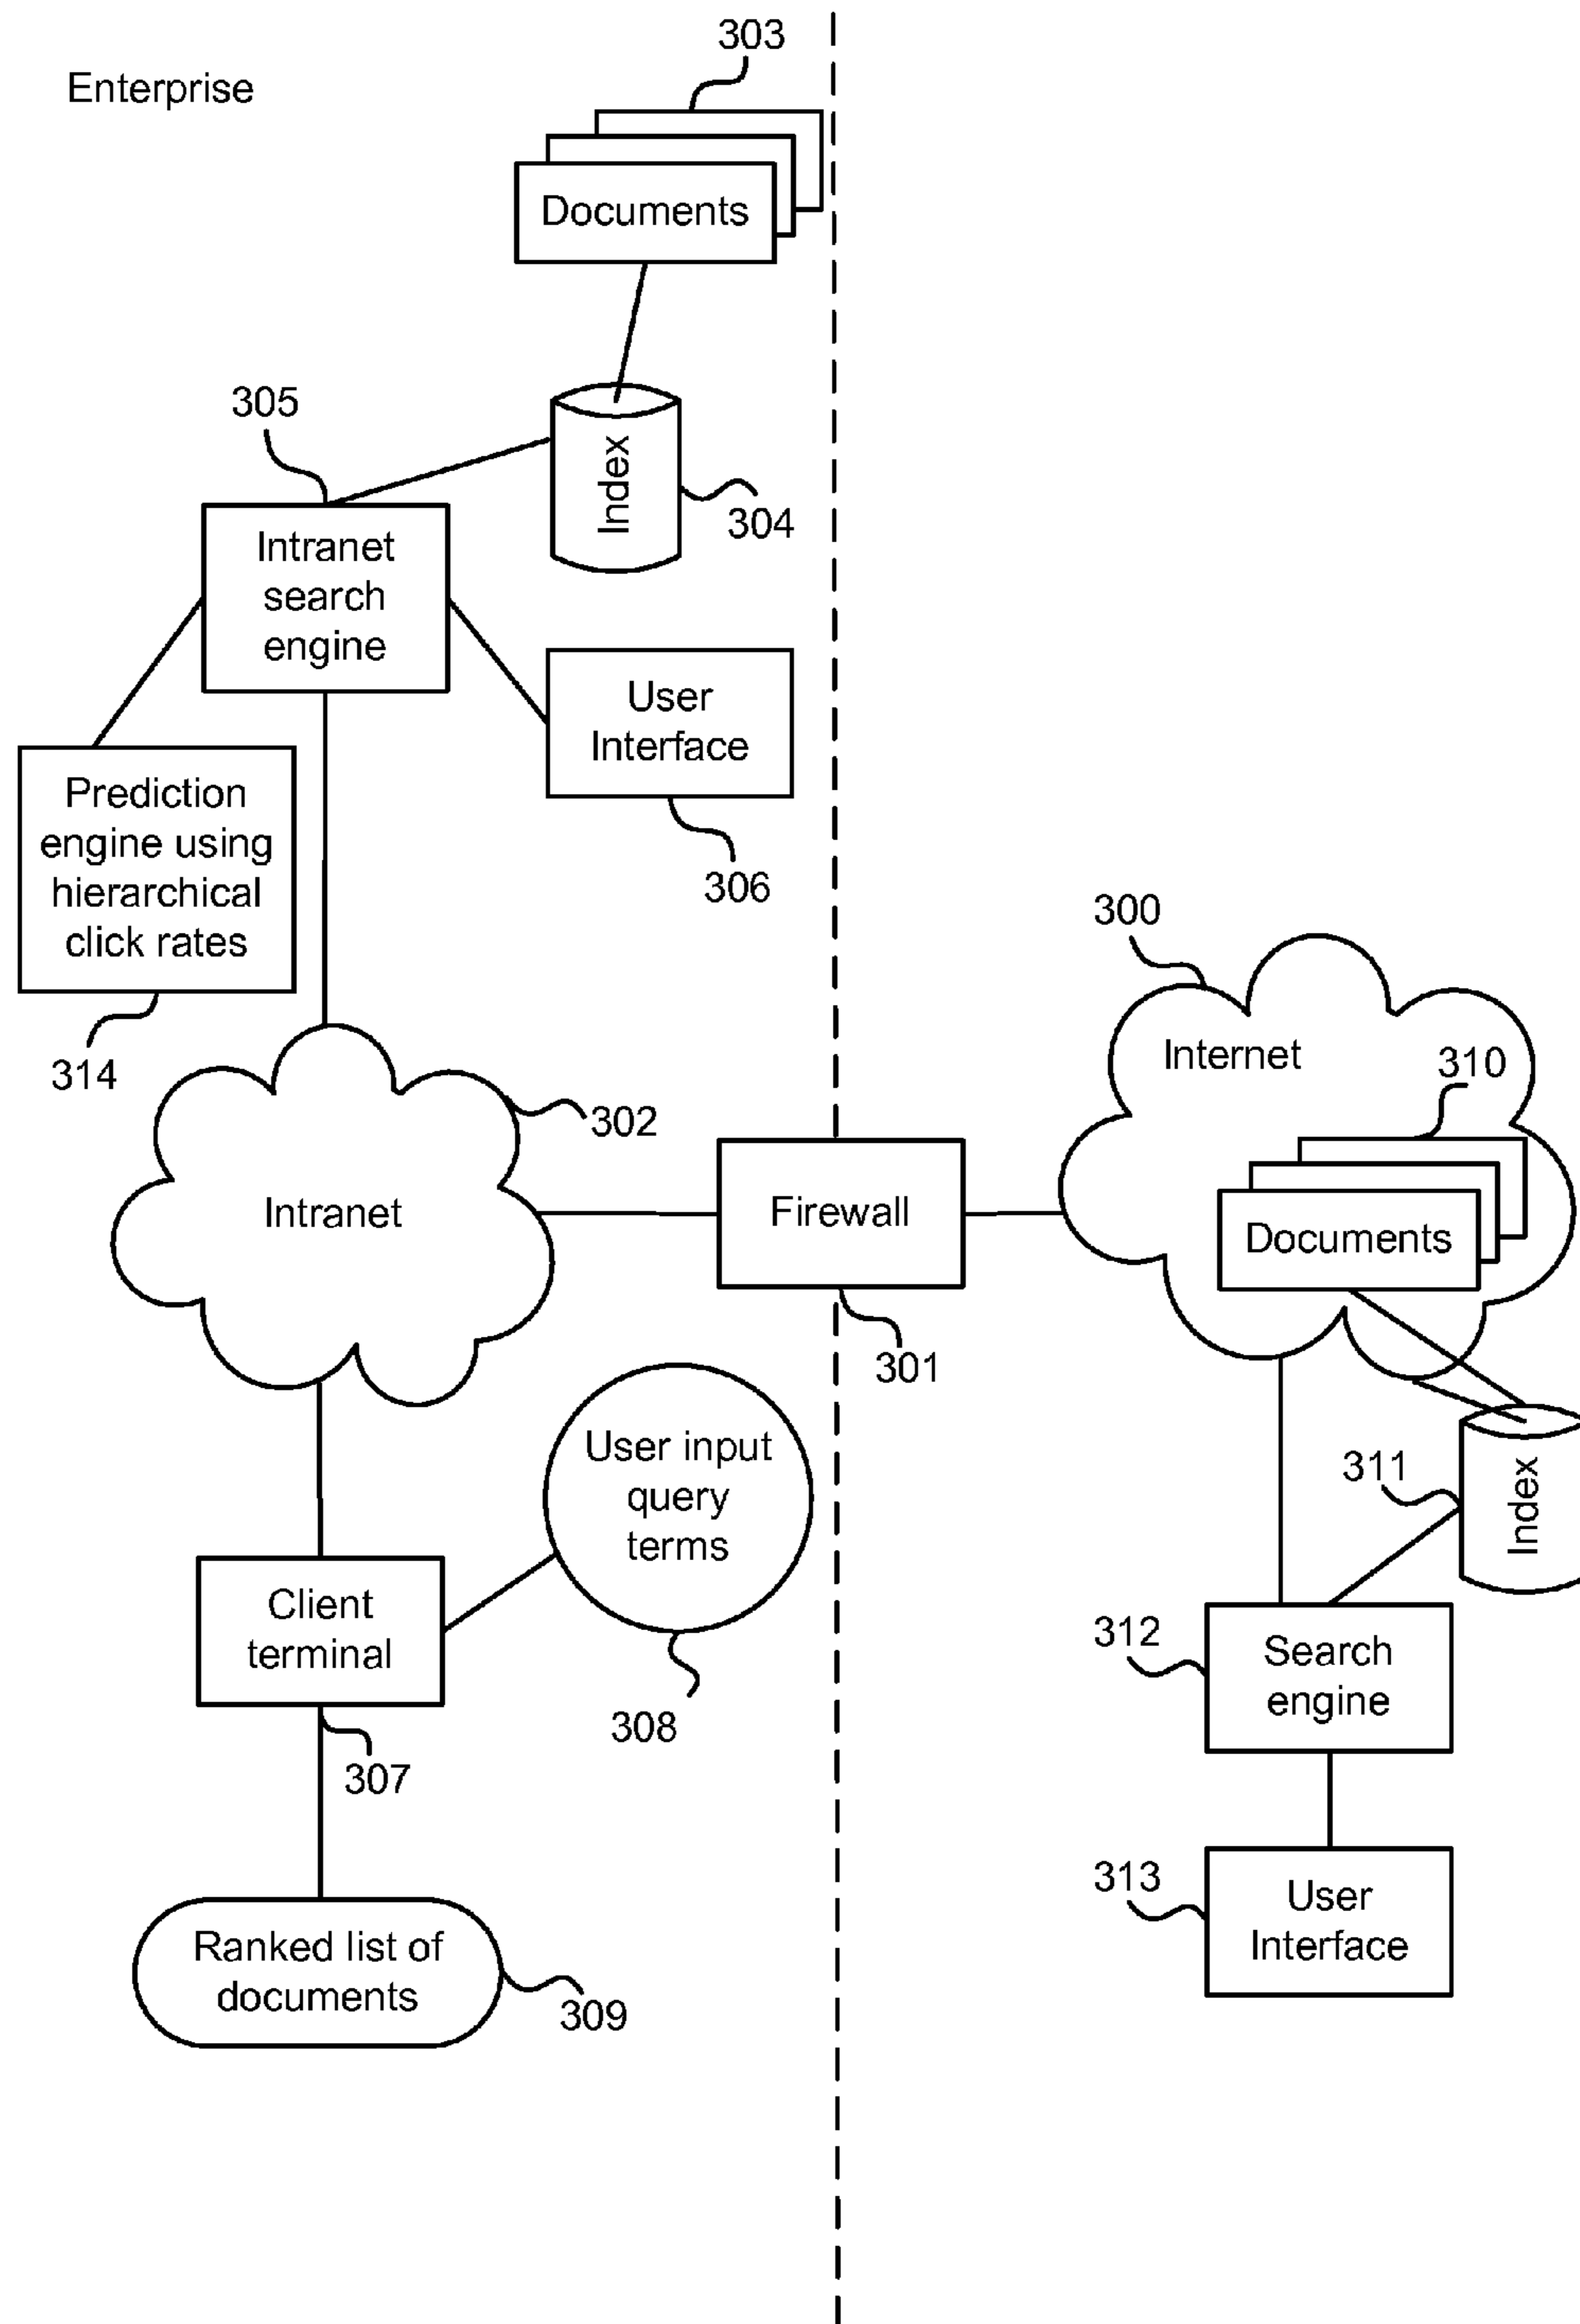 303
Enterprise
Documents
305
Index
304
Intranet
search
engine
User
Interface
306
Prediction
engine using
hierarchical
click rates
314
300
Internet
310
302
Intranet
Firewall
Documents
301
User input
query
terms
308
311
Index
Client
terminal
307
312
Search
engine
313
User
Interface
Ranked list of
documents
309